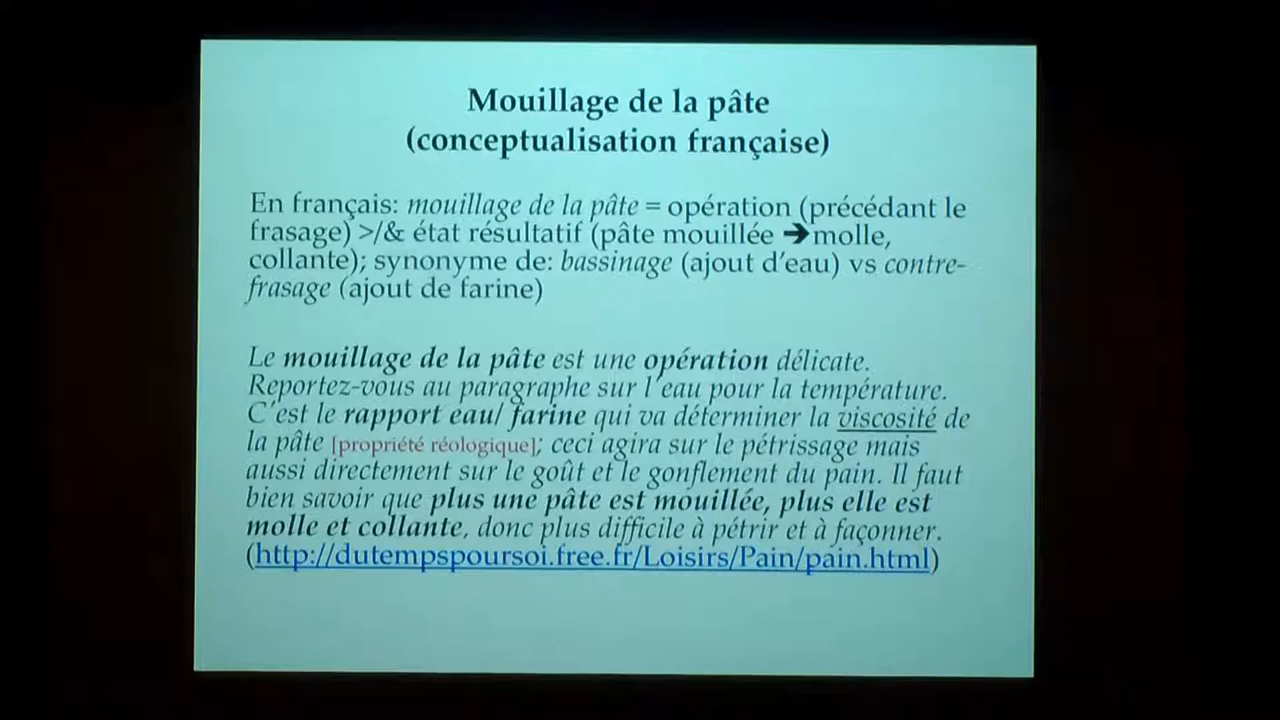 Mouillage de la pâte
(conceptualisation française)
En français: mouillage de la pâte = opération (précédant le
frasage) >/& état résultatif (pâte mouillée ➔molle,
collante); synonyme de: bassinage (ajout d'eau) vs contre-
frasage (ajout de farine)
Le mouillage de la pâte est une opération délicate.
Reportez-vous au paragraphe sur l'eau pour la température.
C'est le rapport eau/ farine qui va déterminer la viscosité de
la pâte [propriété réologique]; ceci agira sur le pétrissage mais
aussi directement sur le goût et le gonflement du pain. Il faut
bien savoir que plus une pâte est mouillée, plus elle est
molle et collante, donc plus difficile à pétrir et à façonner.
(http://dutempspoursoi.free.fr/Loisirs/Pain/pain.html)